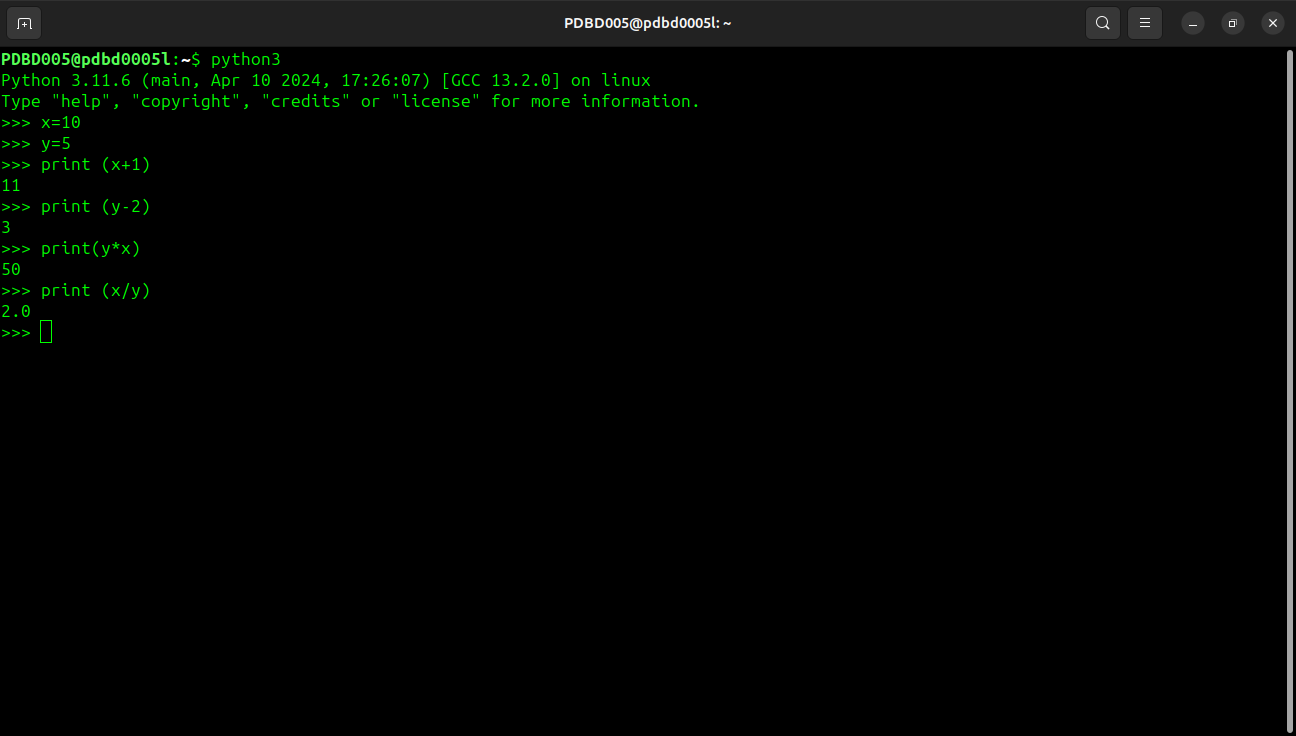 PDBD005@pdbd0005l: ~
PDBD005@pdbd0005l:~$ python3
Python 3.11.6 (main, Apr 10 2024, 17:26:07) [GCC 13.2.0] on linux
Type "help", "copyright", "credits" or "license" for more information.
>>> x=10
>>> y=5
>>> print (x+1)
11
>>> print (y-2)
3
>>> print(y*x)
50
>>> print (x/y)
2.0
>>>